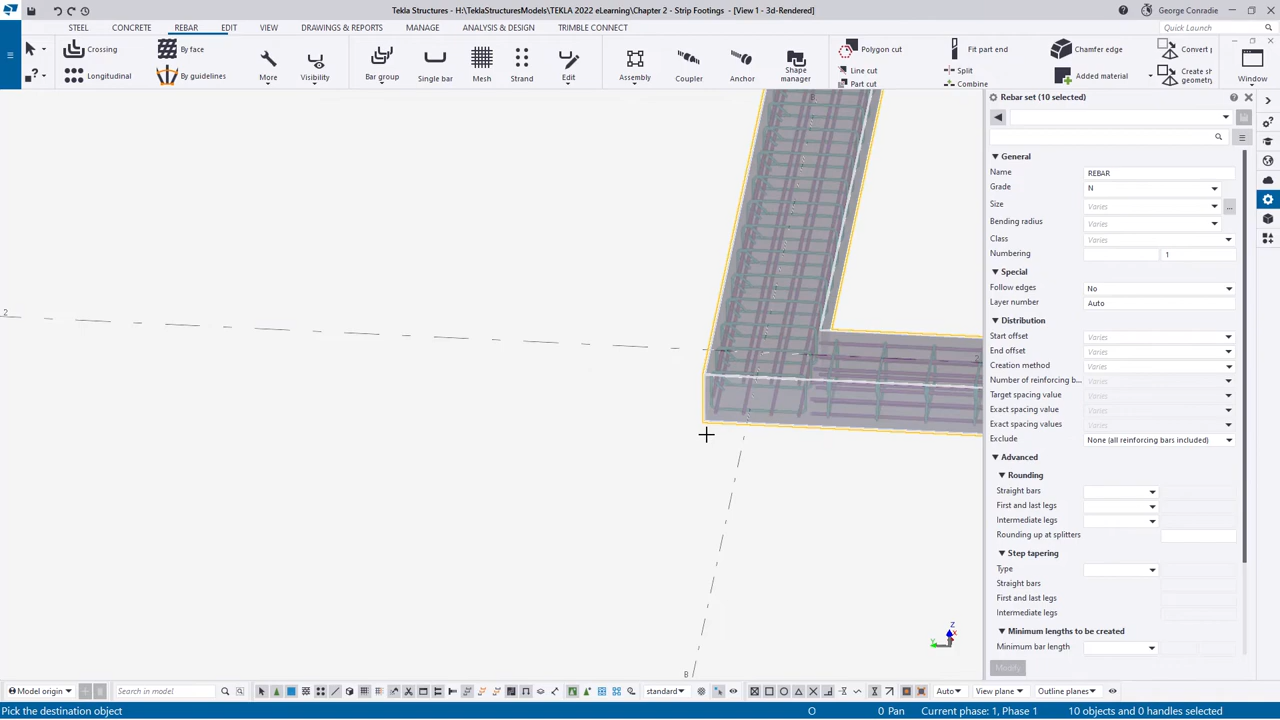 Tekla Structures - H:\TeklaStructuresModels\TEKLA 2022 eLearning\Chapter 2 - Strip Footings - [View 1 - 3d-Rendered]
George Conradie
STEEL CONCRETE REBAR EDIT VIEW DRAWINGS & REPORTS MANAGE ANALYSIS & DESIGN TRIMBLE CONNECT
Quick Launch
Crossing
Longitudinal
By face
By guidelines
More
Visibility
Bar group
Single bar
Mesh
Strand
Edit
Assembly
Coupler
Anchor
Shape
manager
Polygon cut
Line cut
Part cut
Fit part end
Split
Combine
Chamfer edge
Added material
Convert
Create sh
geometry
Window
Rebar set (10 selected)
General
Name REBAR
Grade N
Size Varies ...
Bending radius Varies
Class Varies
Numbering 1
Special
Follow edges No
Layer number Auto
Distribution
Start offset Varies
End offset Varies
Creation method Varies
Number of reinforcing b... Varies
Target spacing value Varies
Exact spacing value Varies
Exact spacing values Varies
Exclude None (all reinforcing bars included)
Advanced
Rounding
Straight bars
First and last legs
Intermediate legs
Rounding up at splitters
Step tapering
Type
Straight bars
First and last legs
Intermediate legs
Minimum lengths to be created
Minimum bar length
Modify
2
2
B
Z
X
Y
Model origin
Search in model
standard
Auto
View plane
Outline planes
Pick the destination object
O
0 Pan
Current phase: 1, Phase 1
10 objects and 0 handles selected